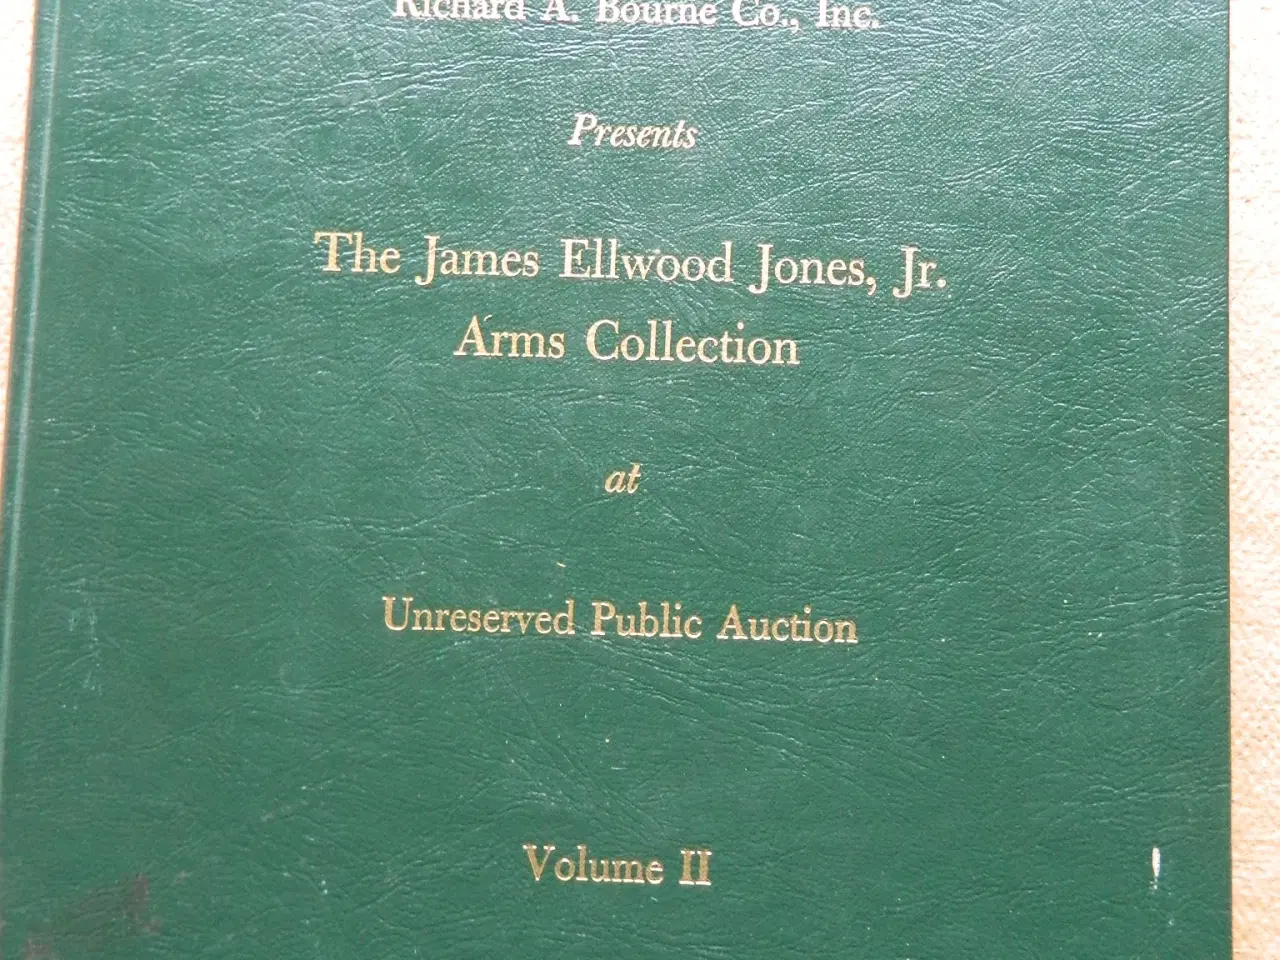 Richard A. Bourne Co., Inc.
Presents
The James Ellwood Jones, Jr.
Arms Collection
at
Unreserved Public Auction
Volume II